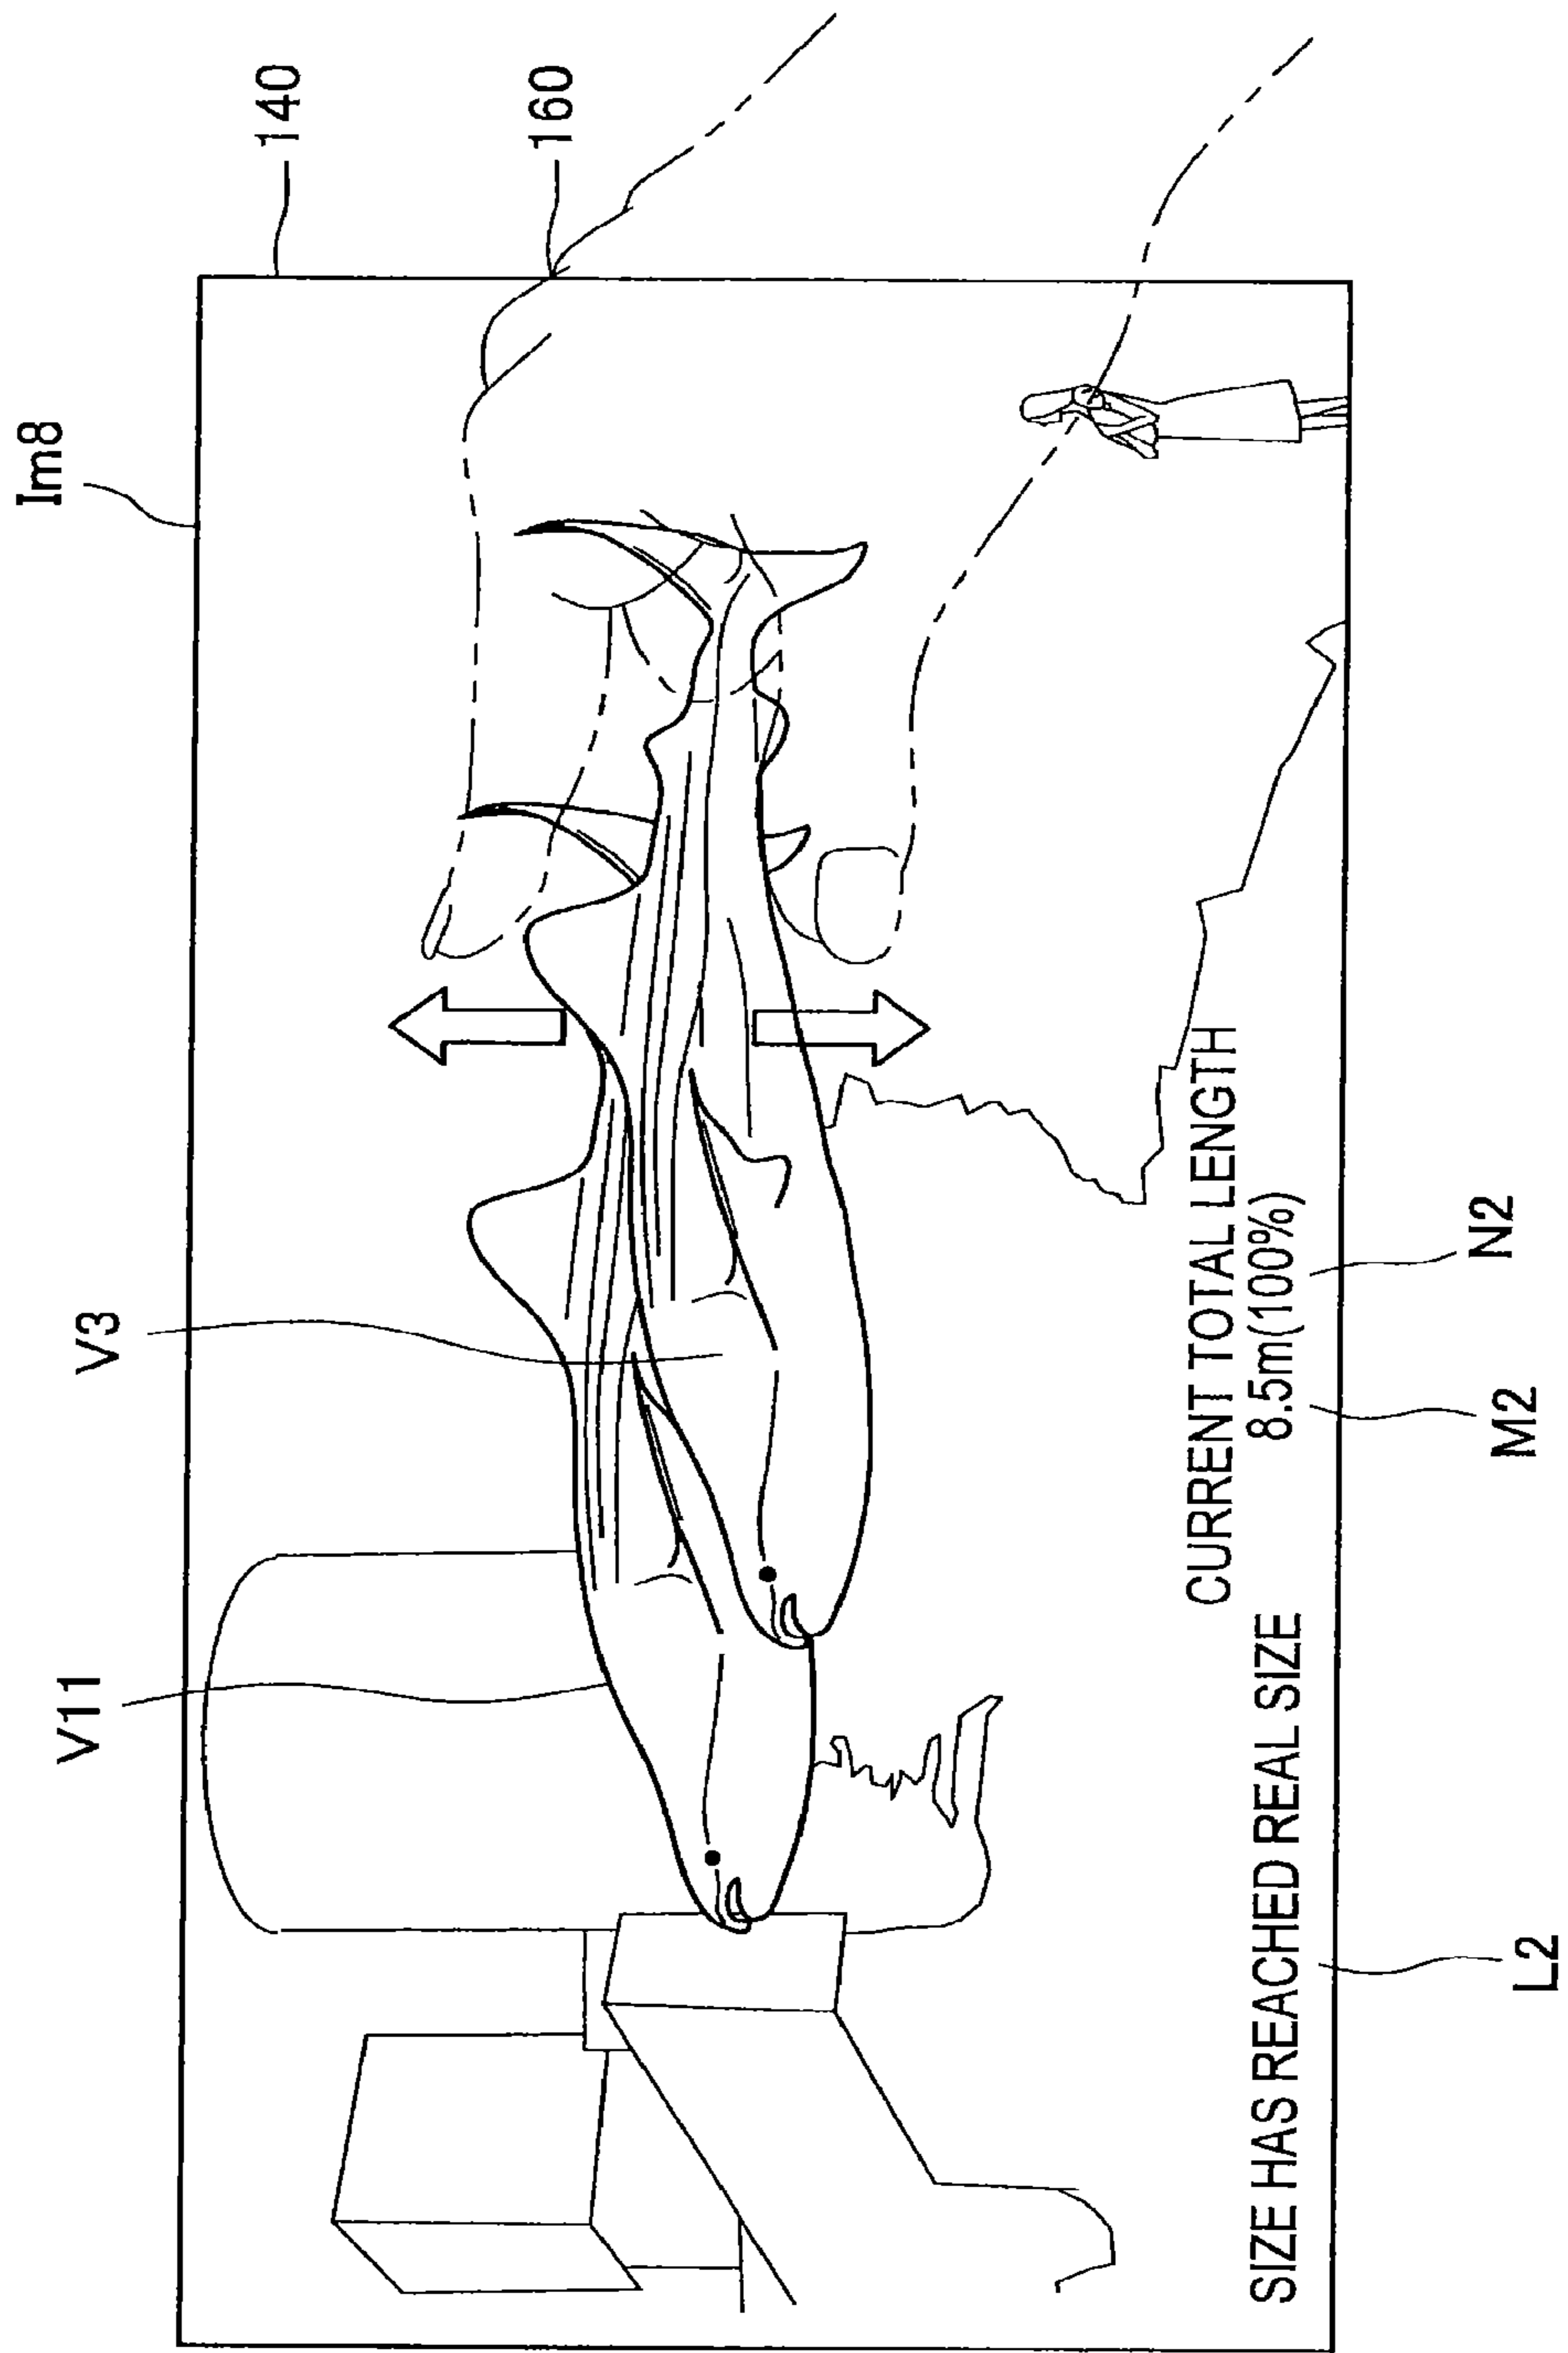 Im8
140
160
V11
V3
CURRENT TOTAL LENGTH
8.5m(100%)
SIZE HAS REACHED REAL SIZE
L2
M2
N2